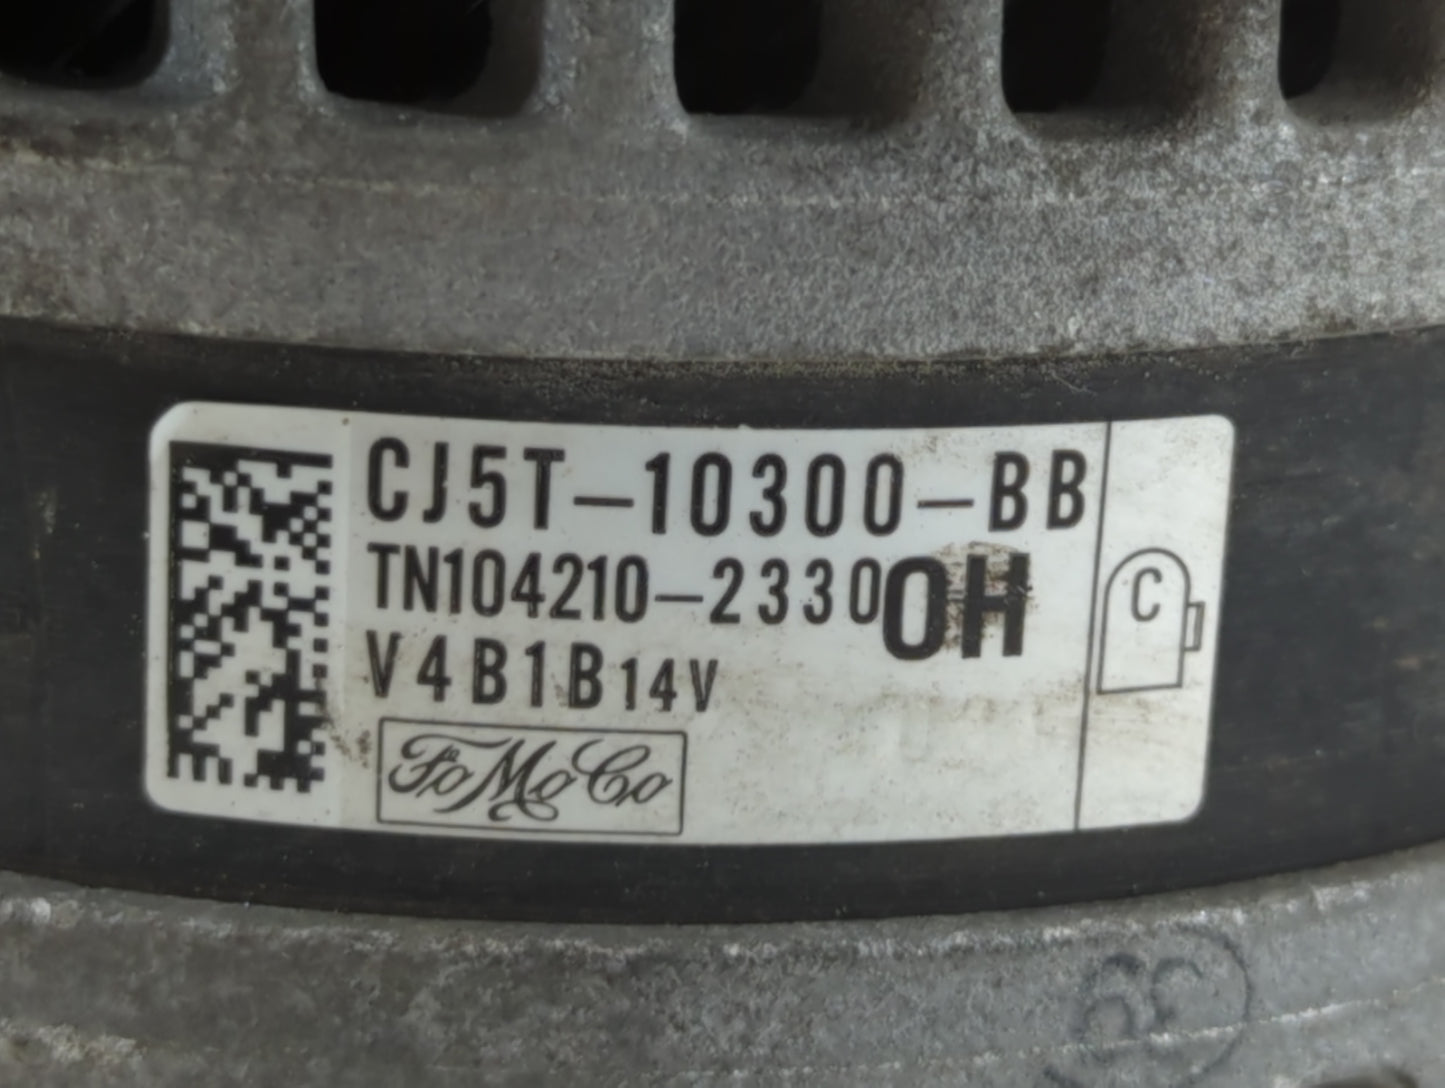 CJ5T-10300-BB
TN104210-2330 OH
V4B1B14V
FoMoCo
C